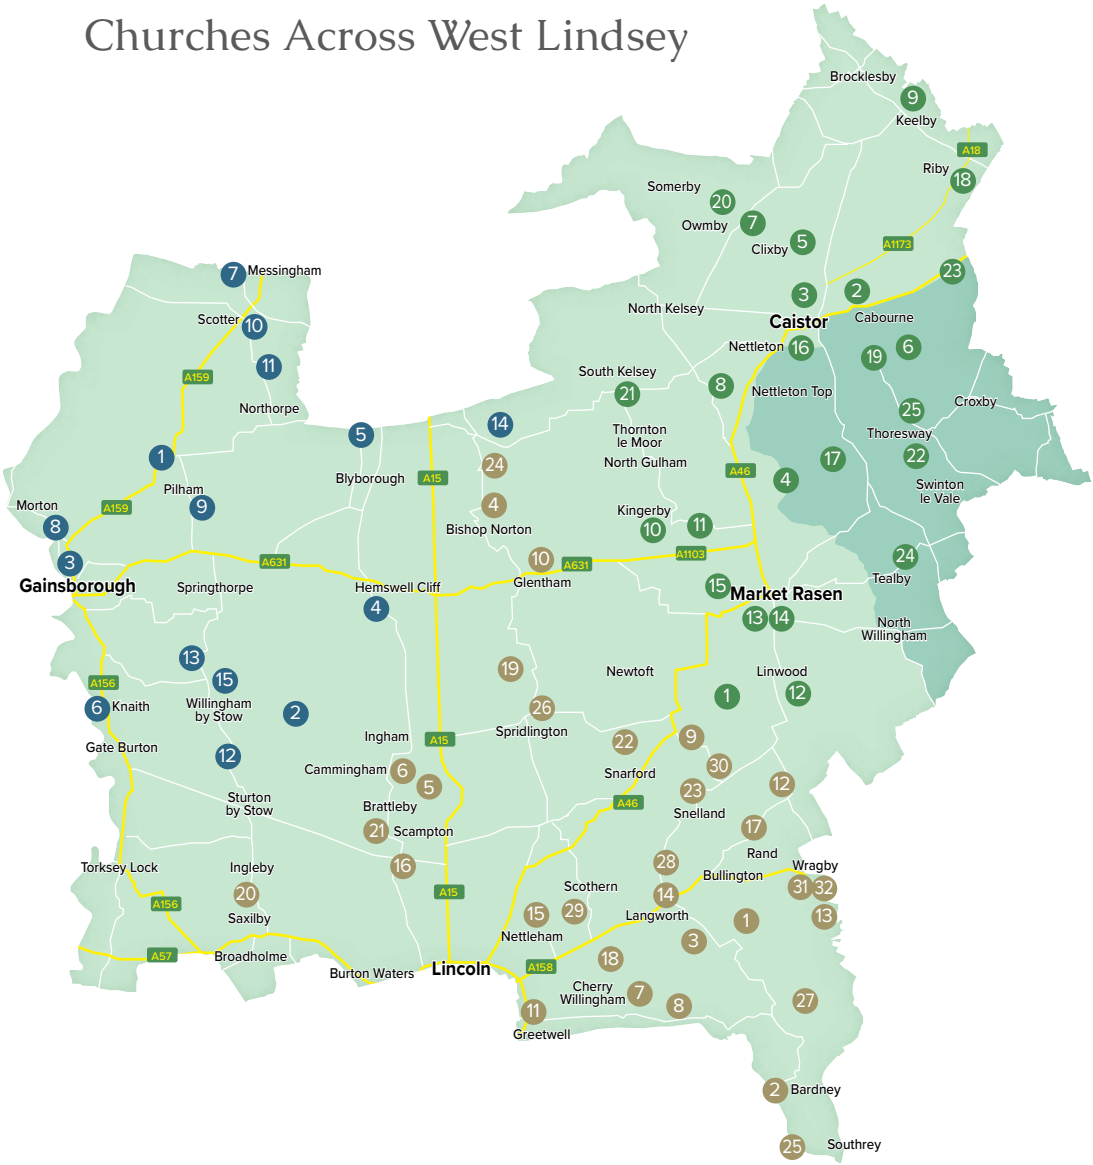 Churches Across West Lindsey
Brocklesby
9
Keelby
A18
Riby
18
Somerby
20
Owmby
7
Clixby
5
A1173
23
7
Messingham
North Kelsey
3
2
Caistor
Cabourne
Scotter
10
Nettleton
16
19
6
11
A159
South Kelsey
21
8
Nettleton Top
Croxby
Northorpe
25
14
5
Thornton
le Moor
Thoresway
1
24
North Gulham
17
22
A46
Blyborough
A15
4
Swinton
le Vale
Pilham
9
A159
Morton
8
4
Bishop Norton
Kingerby
10
11
3
A631
10
A631
A1103
24
Tealby
Gainsborough
Springthorpe
Hemswell Cliff
4
Glentham
15
Market Rasen
13
14
North
Willingham
13
15
19
Newtoft
Linwood
A156
6
Knaith
Willingham
by Stow
2
26
Spridlington
1
12
Gate Burton
12
Ingham
A15
22
9
Cammingham
6
5
Snarford
30
23
12
Sturton
by Stow
Brattleby
A46
Snelland
21
Scampton
17
Rand
Torksey Lock
Ingleby
16
28
Bullington
Wragby
20
Saxilby
A156
A15
Scothern
14
31
32
15
29
Langworth
1
13
Nettleham
3
A57
Broadholme
Burton Waters
Lincoln
A158
18
Cherry
Willingham
7
8
27
11
Greetwell
2
Bardney
25
Southrey